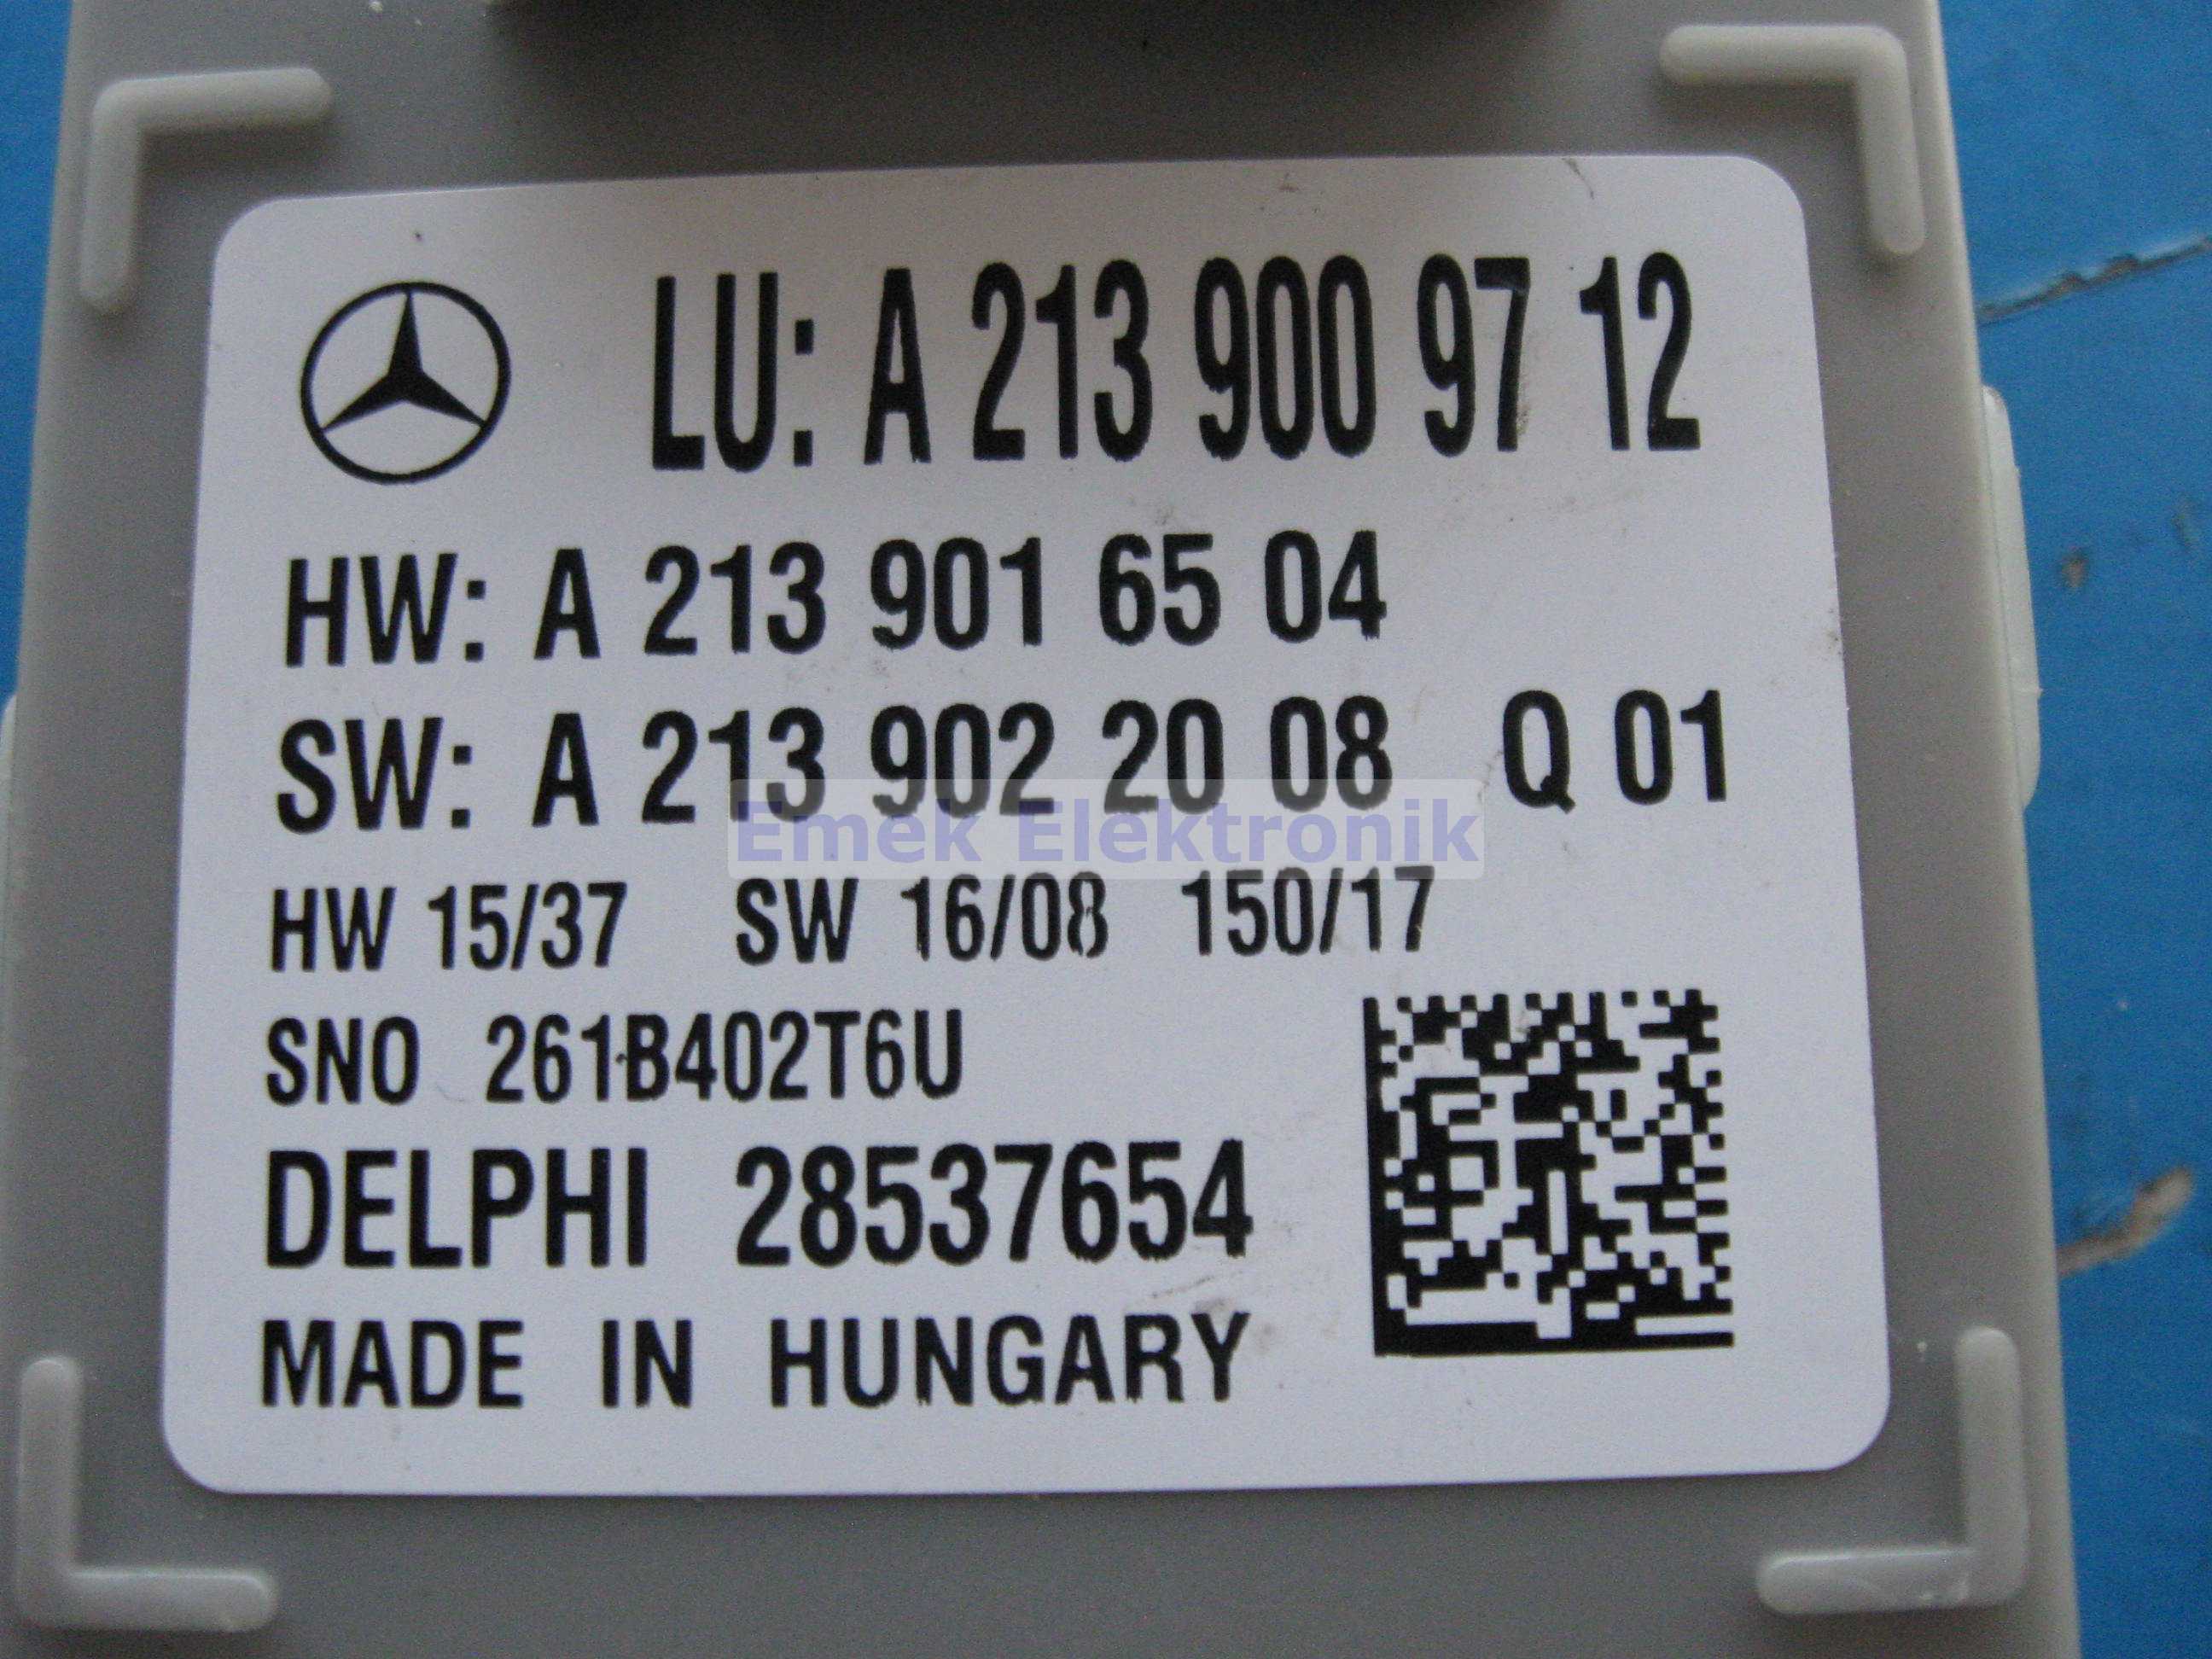 LU: A 213 900 97 12
HW: A 213 901 65 04
SW: A 213 902 20 08 Q 01
Emek Elektronik
HW 15/37 SW 16/08 150/17
SNO 261B402T6U
DELPHI 28537654
MADE IN HUNGARY